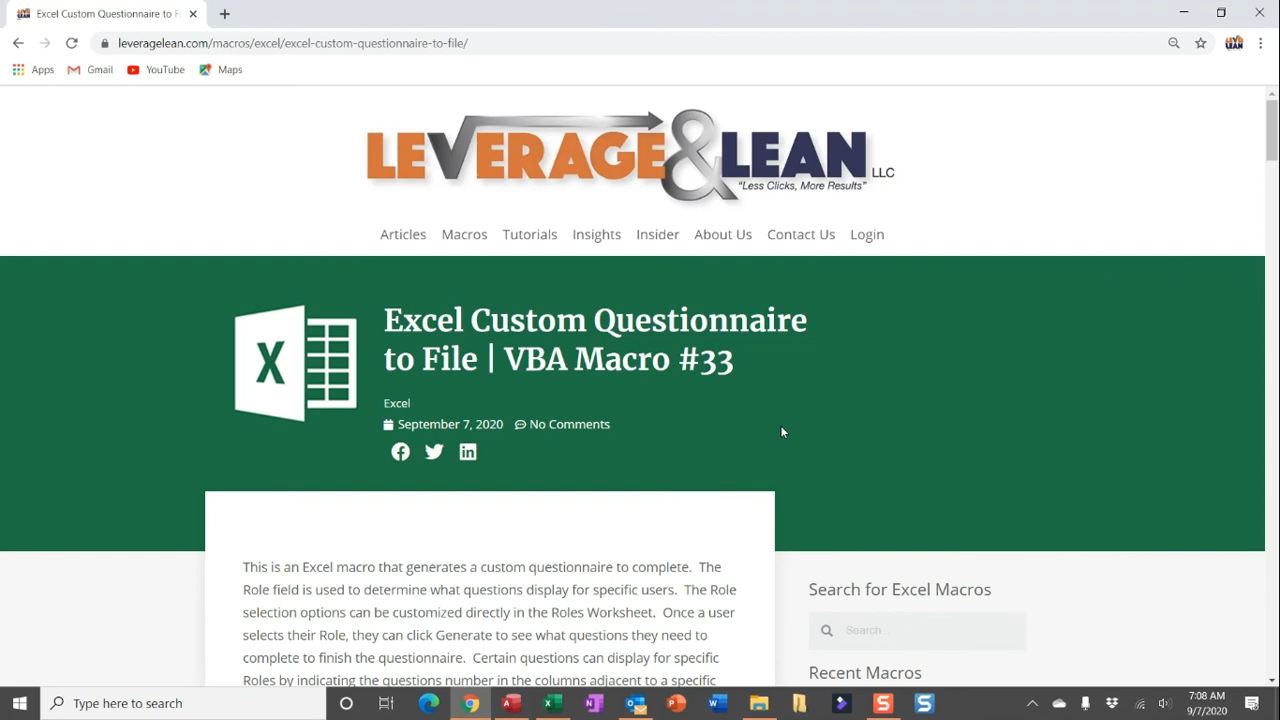 Excel Custom Questionnaire to F
leveragelean.com/macros/excel/excel-custom-questionnaire-to-file/
Apps Gmail YouTube Maps
LEVERAGE & LEAN LLC
"Less Clicks, More Results"
Articles Macros Tutorials Insights Insider About Us Contact Us Login
Excel Custom Questionnaire
to File | VBA Macro #33
Excel
September 7, 2020 No Comments
This is an Excel macro that generates a custom questionnaire to complete. The
Role field is used to determine what questions display for specific users. The Role
selection options can be customized directly in the Roles Worksheet. Once a user
selects their Role, they can click Generate to see what questions they need to
complete to finish the questionnaire. Certain questions can display for specific
Roles by indicating the questions number in the columns adjacent to a specific
Search for Excel Macros
Search...
Recent Macros
Type here to search
7:08 AM
9/7/2020